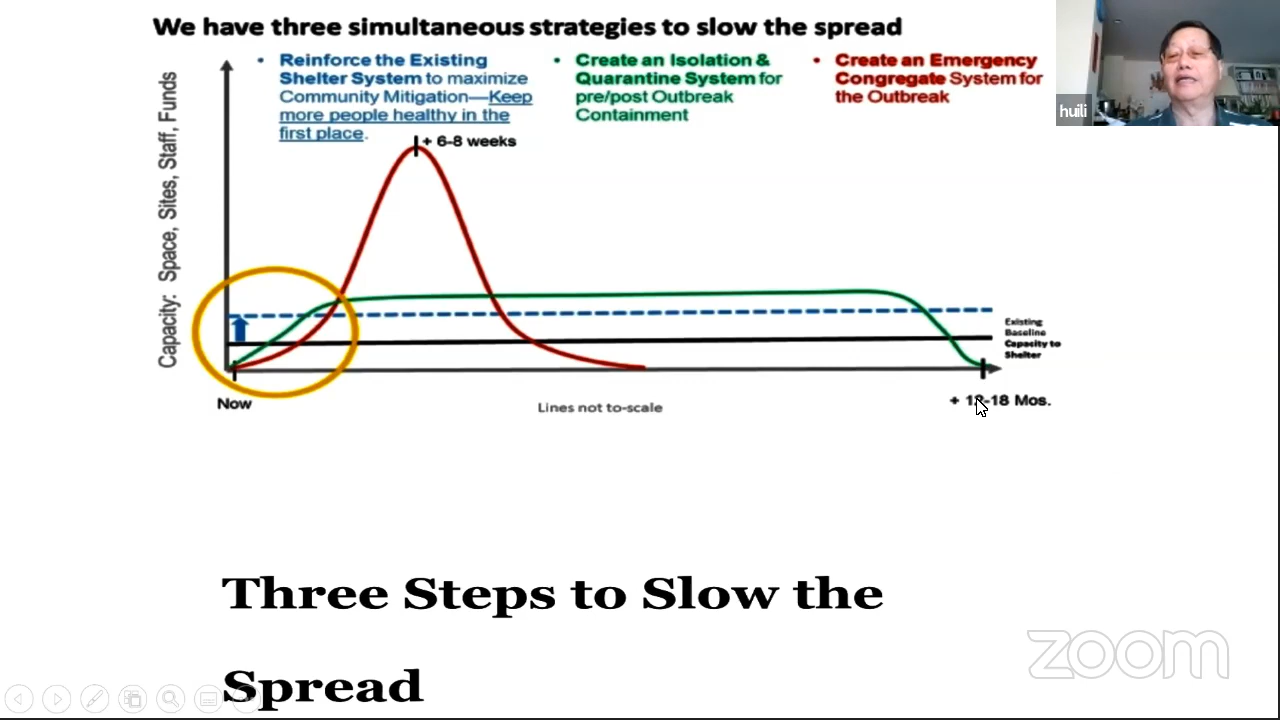 We have three simultaneous strategies to slow the spread
• Reinforce the Existing
Shelter System to maximize
Community Mitigation—Keep
more people healthy in the
first place.
• Create an Isolation &
Quarantine System for
pre/post Outbreak
Containment
• Create an Emergency
Congregate System for
the Outbreak
huili
Capacity: Space, Sites, Staff, Funds
+ 6-8 weeks
Existing
Baseline
Capacity to
Shelter
Now
Lines not to-scale
+ 12-18 Mos.
Three Steps to Slow the
Spread
zoom